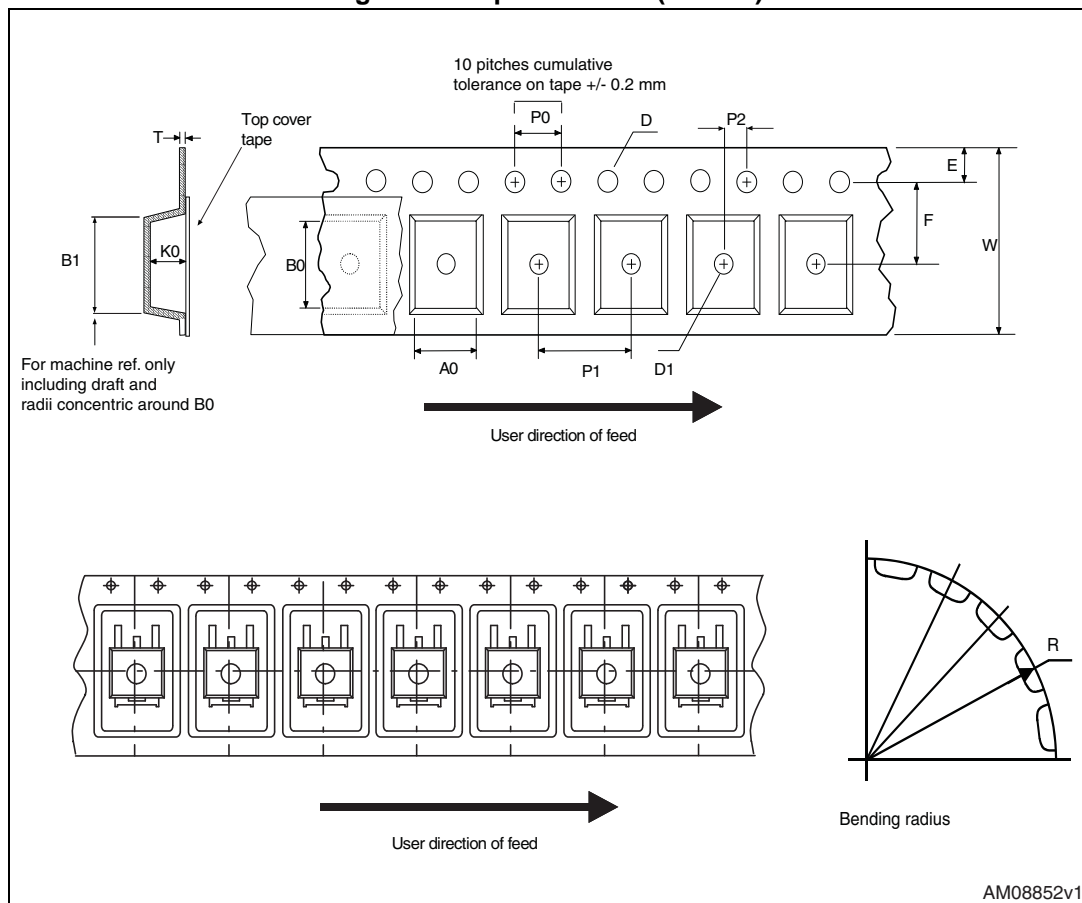 10 pitches cumulative
tolerance on tape +/- 0.2 mm
Top cover
tape
T
P0
D
P2
E
F
W
B1
K0
B0
For machine ref. only
including draft and
radii concentric around B0
A0
P1
D1
User direction of feed
R
Bending radius
User direction of feed
AM08852v1